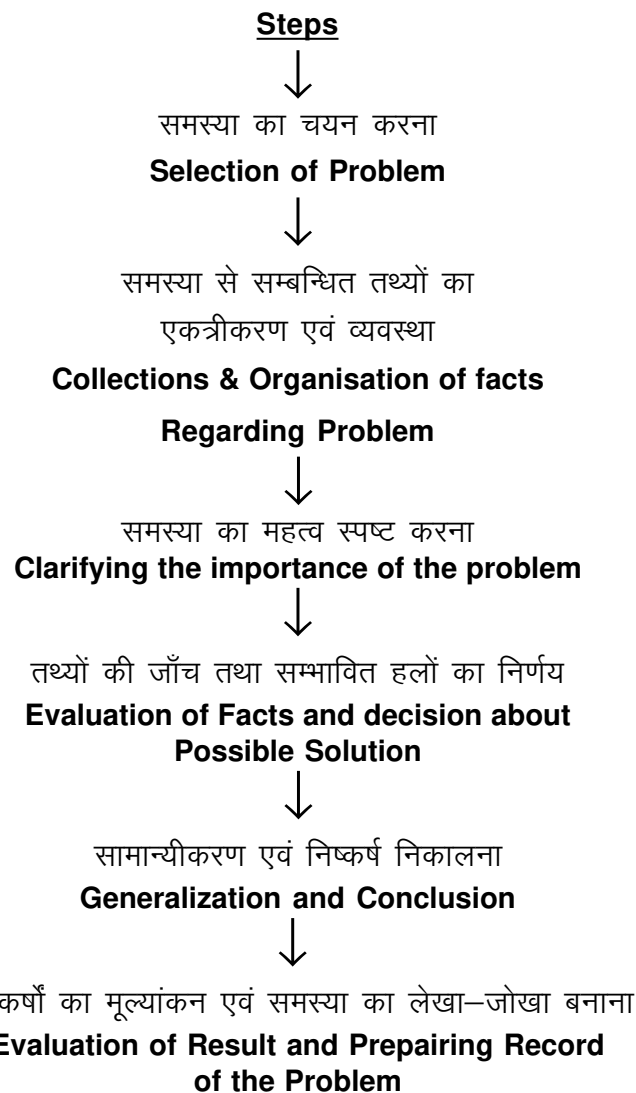 Steps
समस्या का चयन करना
Selection of Problem
समस्या से सम्बन्धित तथ्यों का
एकत्रीकरण एवं व्यवस्था
Collections & Organisation of facts
Regarding Problem
समस्या का महत्व स्पष्ट करना
Clarifying the importance of the problem
तथ्यों की जाँच तथा सम्भावित हलों का निर्णय
Evaluation of Facts and decision about
Possible Solution
सामान्यीकरण एवं निष्कर्ष निकालना
Generalization and Conclusion
कर्षों का मूल्यांकन एवं समस्या का लेखा–जोखा बनाना
Evaluation of Result and Prepairing Record
of the Problem